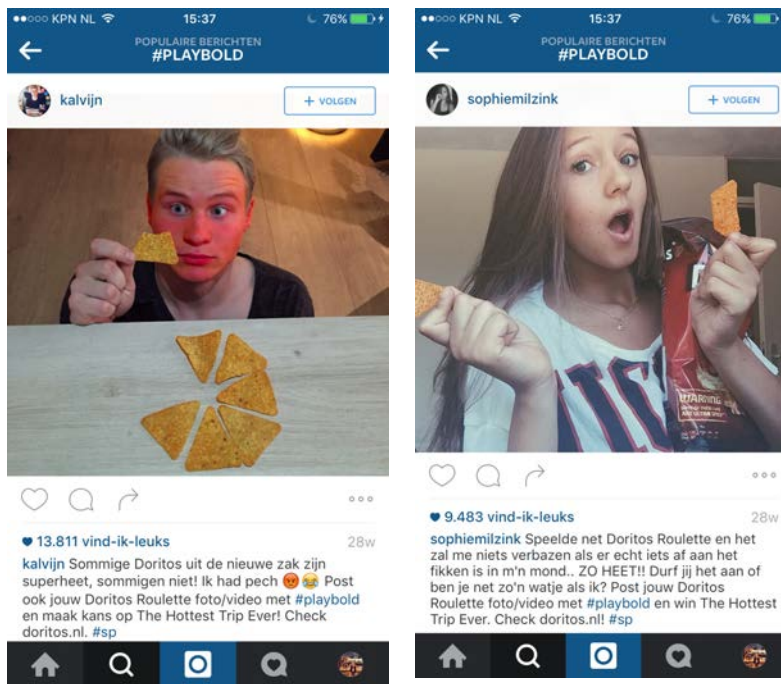 ●●○○○ KPN NL 15:37 76%
POPULAIRE BERICHTEN
#PLAYBOLD
kalvijn + VOLGEN
13.811 vind-ik-leuks 28w
kalvijn Sommige Doritos uit de nieuwe zak zijn
superheet, sommigen niet! Ik had pech 😡😂 Post
ook jouw Doritos Roulette foto/video met #playbold
en maak kans op The Hottest Trip Ever! Check
doritos.nl. #sp
●●○○○ KPN NL 15:37 76%
POPULAIRE BERICHTEN
#PLAYBOLD
sophiemilzink + VOLGEN
WARNING
9.483 vind-ik-leuks 28w
sophiemilzink Speelde net Doritos Roulette en het
zal me niets verbazen als er echt iets af aan het
fikken is in m'n mond.. ZO HEET!! Durf jij het aan of
ben je net zo'n watje als ik? Post jouw Doritos
Roulette foto/video met #playbold en win The Hottest
Trip Ever. Check doritos.nl! #sp